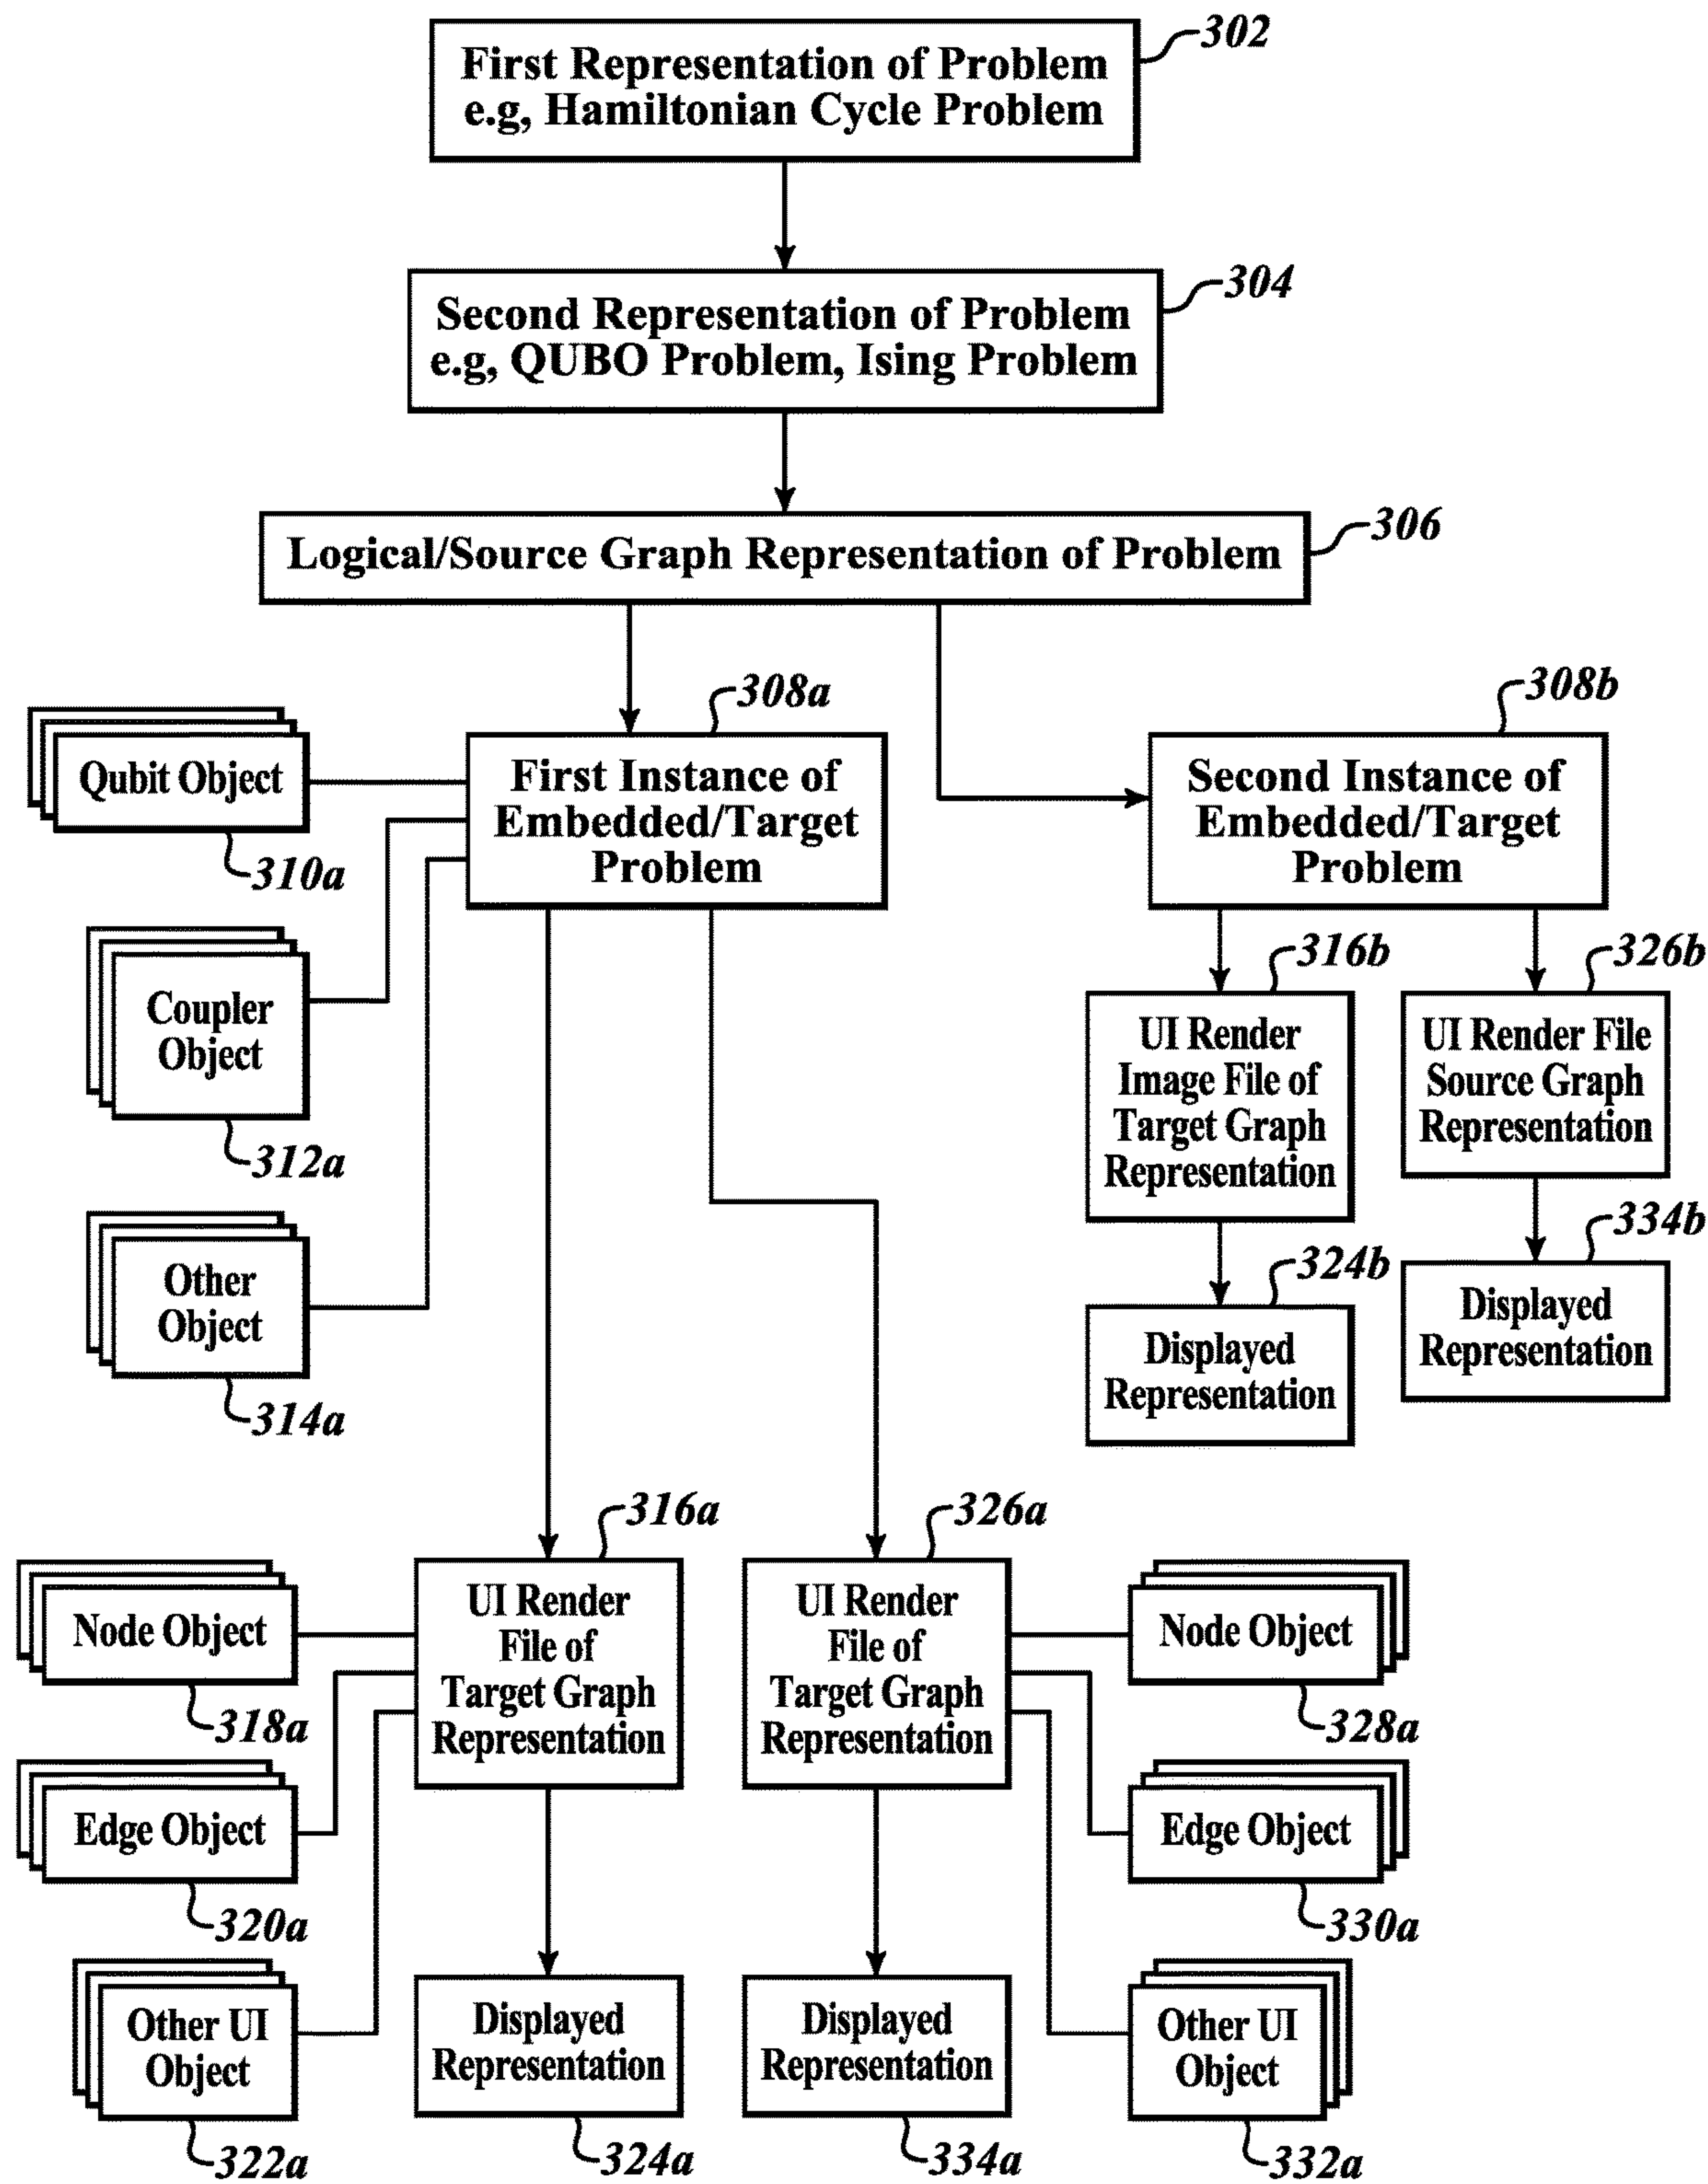 302
First Representation of Problem
e.g, Hamiltonian Cycle Problem
304
Second Representation of Problem
e.g, QUBO Problem, Ising Problem
306
Logical/Source Graph Representation of Problem
308a
308b
Qubit Object
310a
First Instance of
Embedded/Target
Problem
Second Instance of
Embedded/Target
Problem
Coupler
Object
312a
Other
Object
314a
316b
326b
UI Render
Image File of
Target Graph
Representation
UI Render File
Source Graph
Representation
324b
334b
Displayed
Representation
Displayed
Representation
316a
326a
Node Object
318a
UI Render
File of
Target Graph
Representation
UI Render
File of
Target Graph
Representation
Node Object
328a
Edge Object
320a
Edge Object
330a
Other UI
Object
322a
Displayed
Representation
324a
Displayed
Representation
334a
Other UI
Object
332a